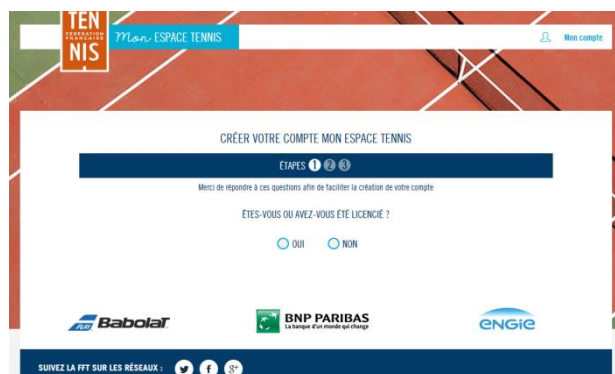 TEN
FEDERATION
FRANÇAISE
NIS
Mon ESPACE TENNIS
Mon compte
CRÉER VOTRE COMPTE MON ESPACE TENNIS
ÉTAPES 1 2 3
Merci de répondre à ces questions afin de faciliter la création de votre compte
ÊTES-VOUS OU AVEZ-VOUS ÉTÉ LICENCIÉ ?
OUI NON
PLAY BabolaT
BNP PARIBAS
La banque d'un monde qui change
ENGIE
SUIVEZ LA FFT SUR LES RÉSEAUX : f g+